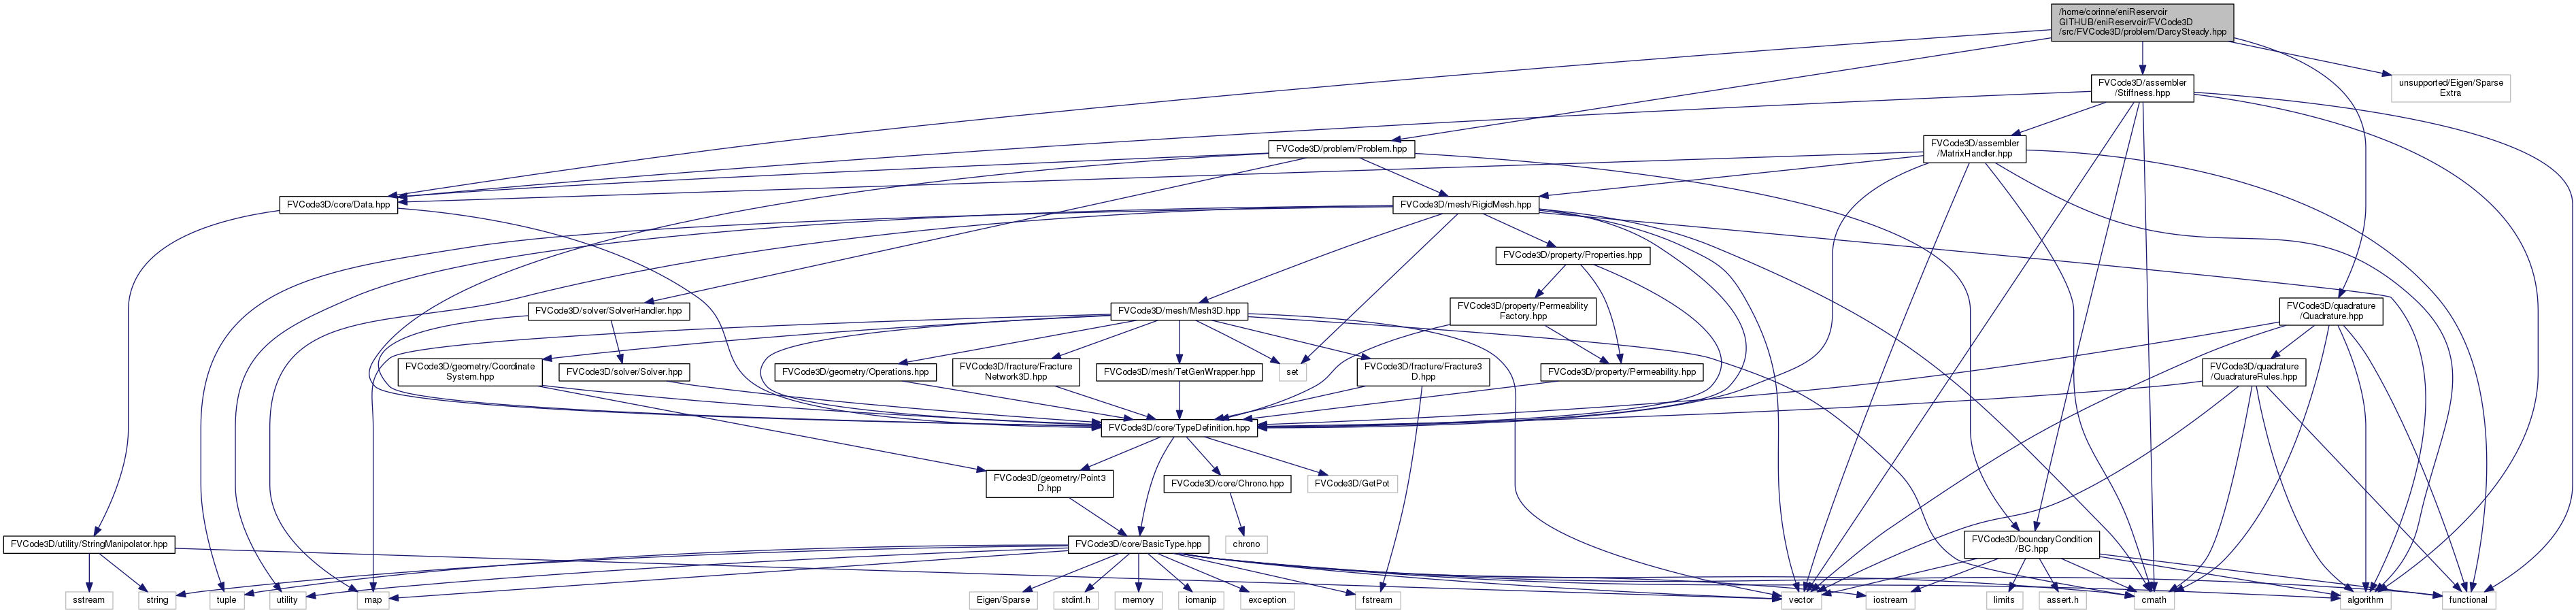 /home/corinne/eniReservoir
GITHUB/eniReservoir/FVCode3D
/src/FVCode3D/problem/DarcySteady.hpp
FVCode3D/assembler
/Stiffness.hpp
unsupported/Eigen/Sparse
Extra
FVCode3D/problem/Problem.hpp
FVCode3D/assembler
/MatrixHandler.hpp
FVCode3D/core/Data.hpp
FVCode3D/mesh/RigidMesh.hpp
FVCode3D/property/Properties.hpp
FVCode3D/solver/SolverHandler.hpp
FVCode3D/mesh/Mesh3D.hpp
FVCode3D/property/Permeability
Factory.hpp
FVCode3D/quadrature
/Quadrature.hpp
FVCode3D/geometry/Coordinate
System.hpp
FVCode3D/solver/Solver.hpp
FVCode3D/geometry/Operations.hpp
FVCode3D/fracture/Fracture
Network3D.hpp
FVCode3D/mesh/TetGenWrapper.hpp
set
FVCode3D/fracture/Fracture3
D.hpp
FVCode3D/property/Permeability.hpp
FVCode3D/quadrature
/QuadratureRules.hpp
FVCode3D/core/TypeDefinition.hpp
FVCode3D/geometry/Point3
D.hpp
FVCode3D/core/Chrono.hpp
FVCode3D/GetPot
FVCode3D/utility/StringManipolator.hpp
FVCode3D/core/BasicType.hpp
chrono
FVCode3D/boundaryCondition
/BC.hpp
sstream
string
tuple
utility
map
Eigen/Sparse
stdint.h
memory
iomanip
exception
fstream
vector
iostream
limits
assert.h
cmath
algorithm
functional